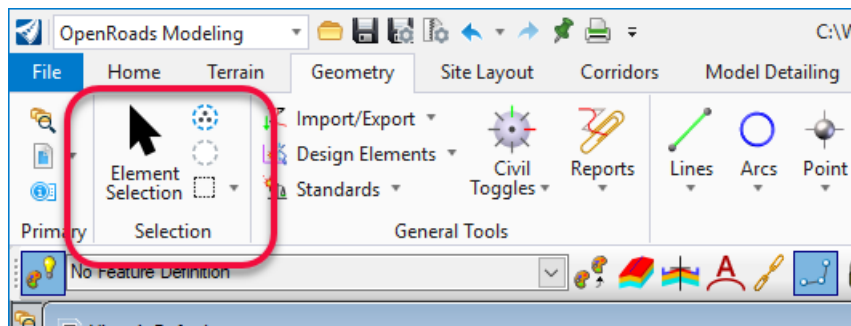 OpenRoads Modeling C:\W
File Home Terrain Geometry Site Layout Corridors Model Detailing
Element Selection
Import/Export
Design Elements
Standards
Civil Toggles
Reports
Lines
Arcs
Point
Primary Selection General Tools
No Feature Definition